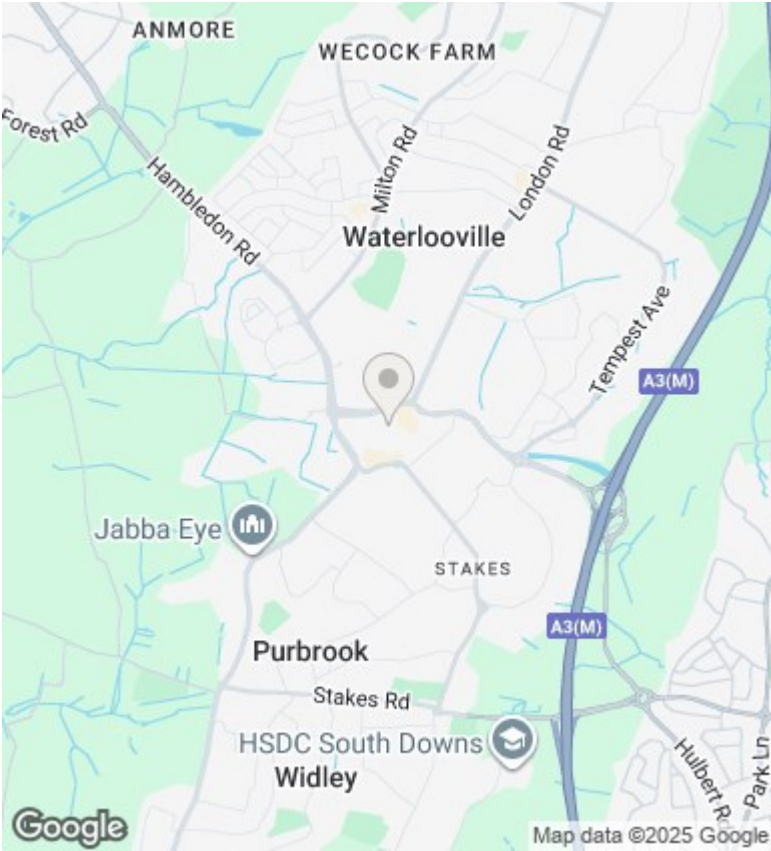 ANMORE
WECOCK FARM
Forest Rd
Milton Rd
London Rd
Hambledon Rd
Waterlooville
Tempest Ave
A3(M)
Jabba Eye
STAKES
A3(M)
Purbrook
Stakes Rd
HSDC South Downs
Widley
Hulbert Rd
Park Ln
Google
Map data ©2025 Google